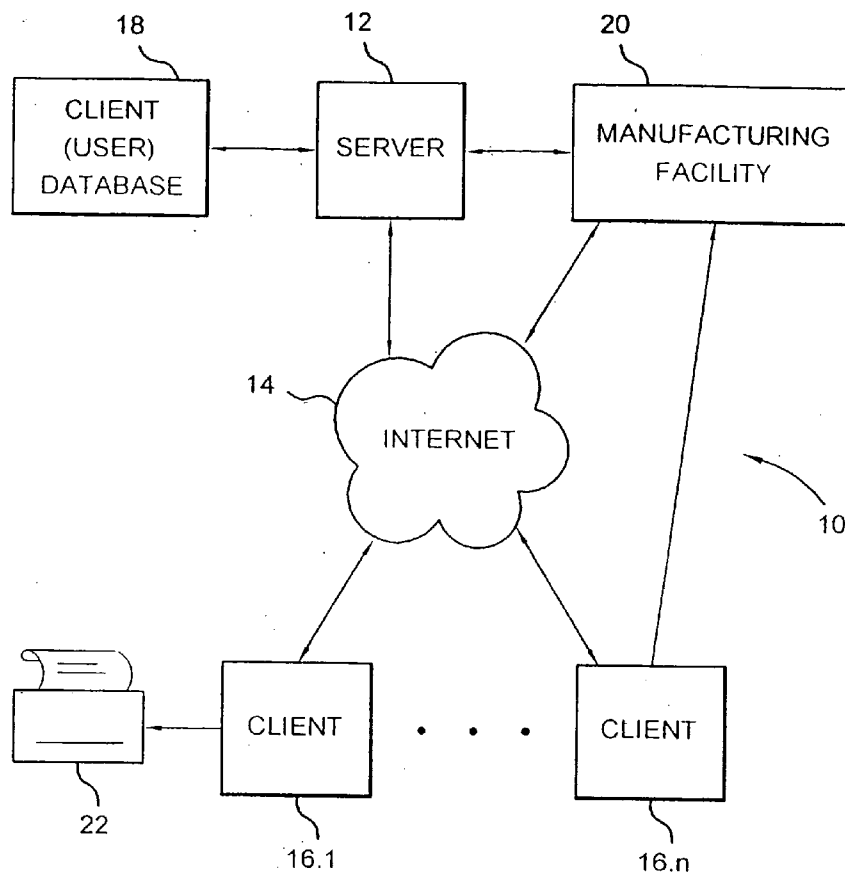 18
12
20
CLIENT
(USER)
DATABASE
SERVER
MANUFACTURING
FACILITY
14
INTERNET
10
CLIENT
CLIENT
22
16.1
16.n